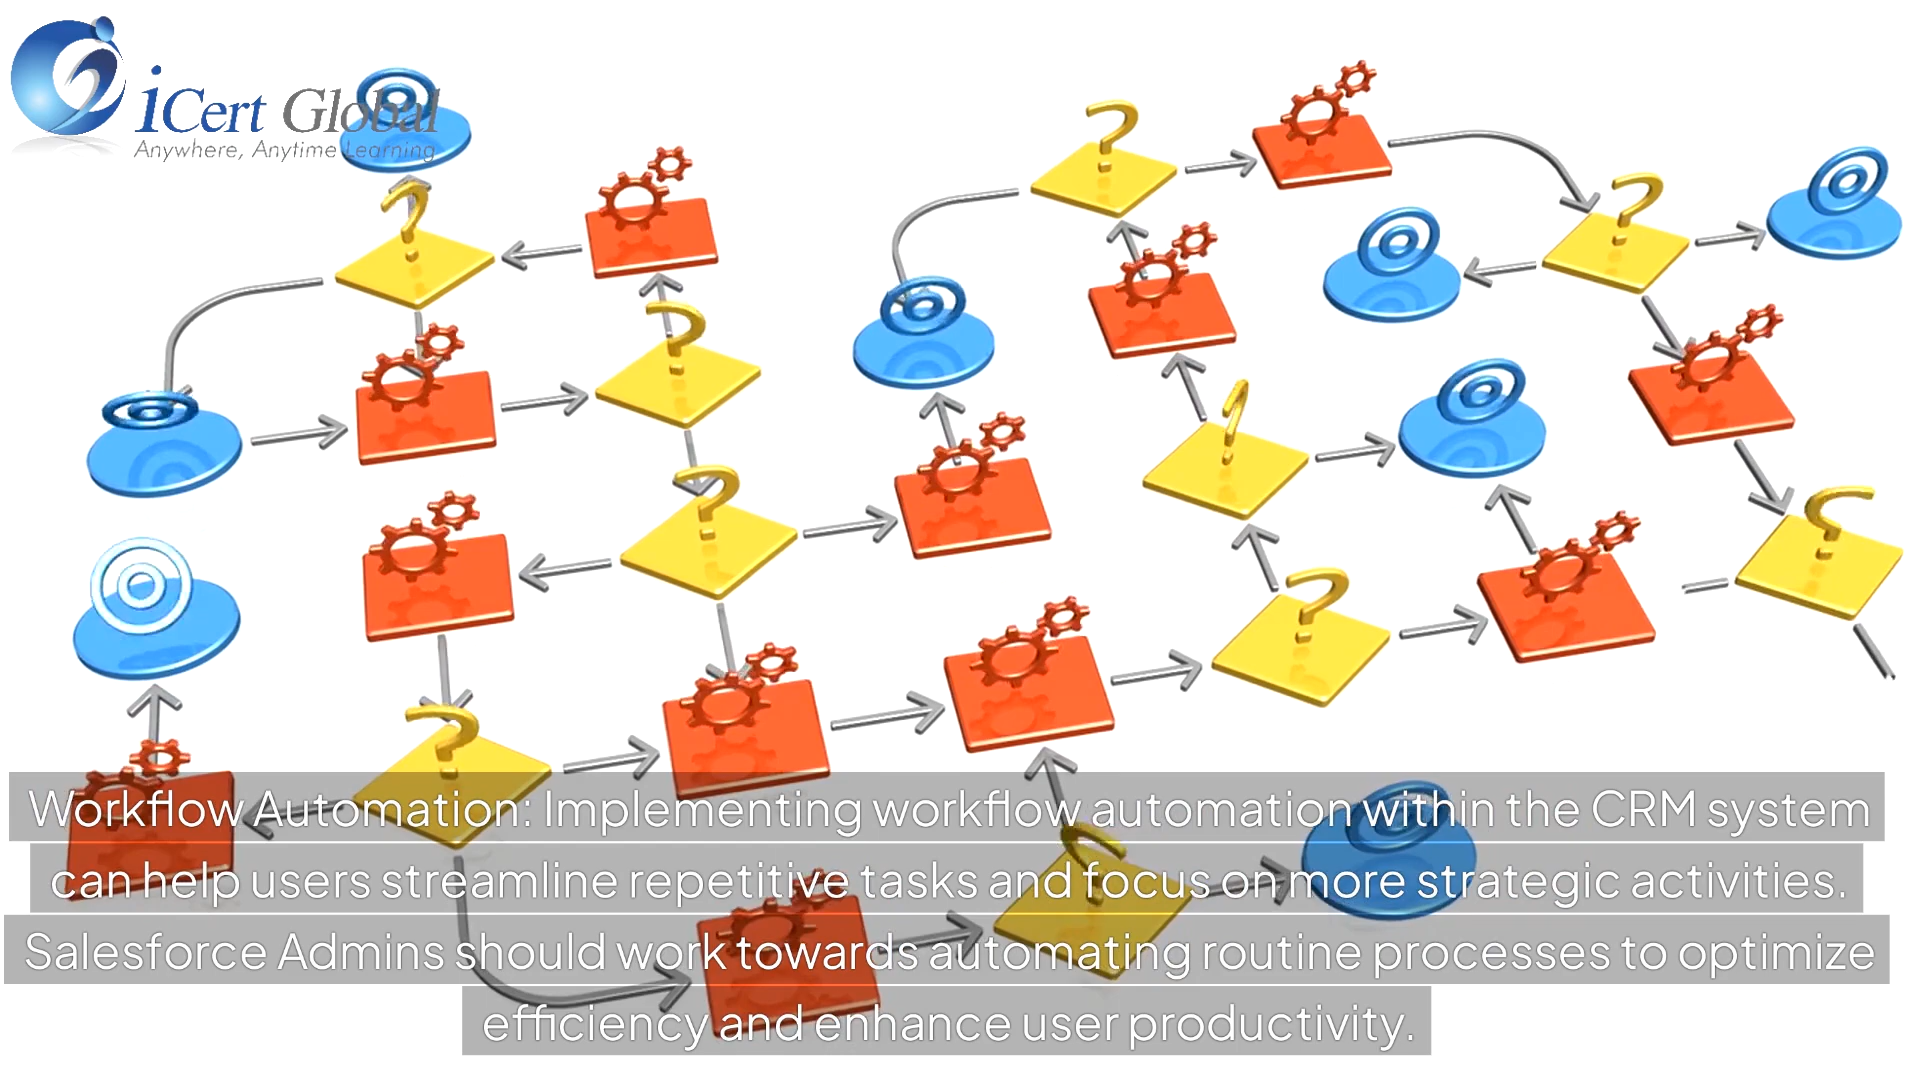 iCert Global
Anywhere, Anytime Learning
Workflow Automation: Implementing workflow automation within the CRM system
can help users streamline repetitive tasks and focus on more strategic activities.
Salesforce Admins should work towards automating routine processes to optimize
efficiency and enhance user productivity.